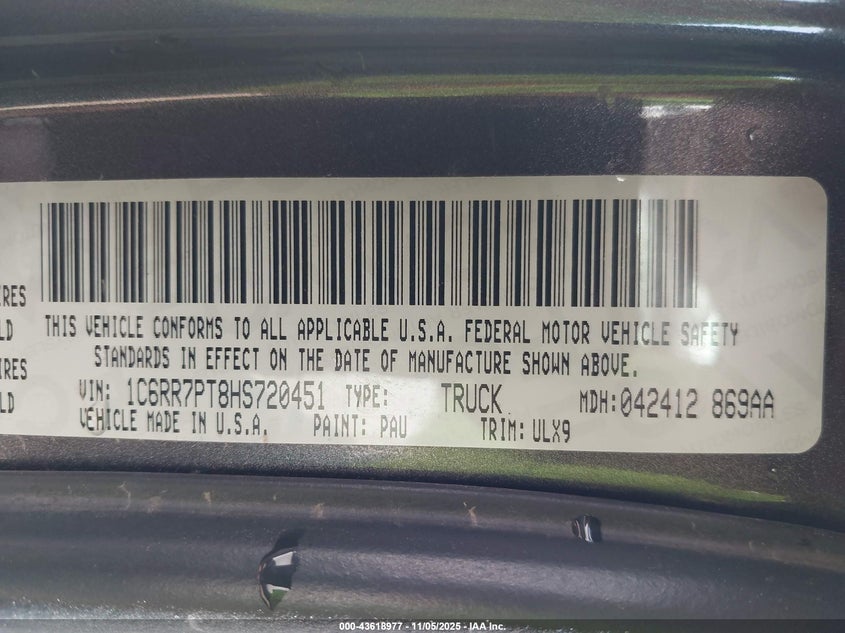 IRES
LD
IRES
LD
THIS VEHICLE CONFORMS TO ALL APPLICABLE U.S.A. FEDERAL MOTOR VEHICLE SAFETY
STANDARDS IN EFFECT ON THE DATE OF MANUFACTURE SHOWN ABOVE.
VIN: 1C6RR7PT8HS720451 TYPE: TRUCK MDH:042412 869AA
VEHICLE MADE IN U.S.A. PAINT: PAU TRIM: ULX9
000-43618977 - 11/05/2025 - IAA Inc.